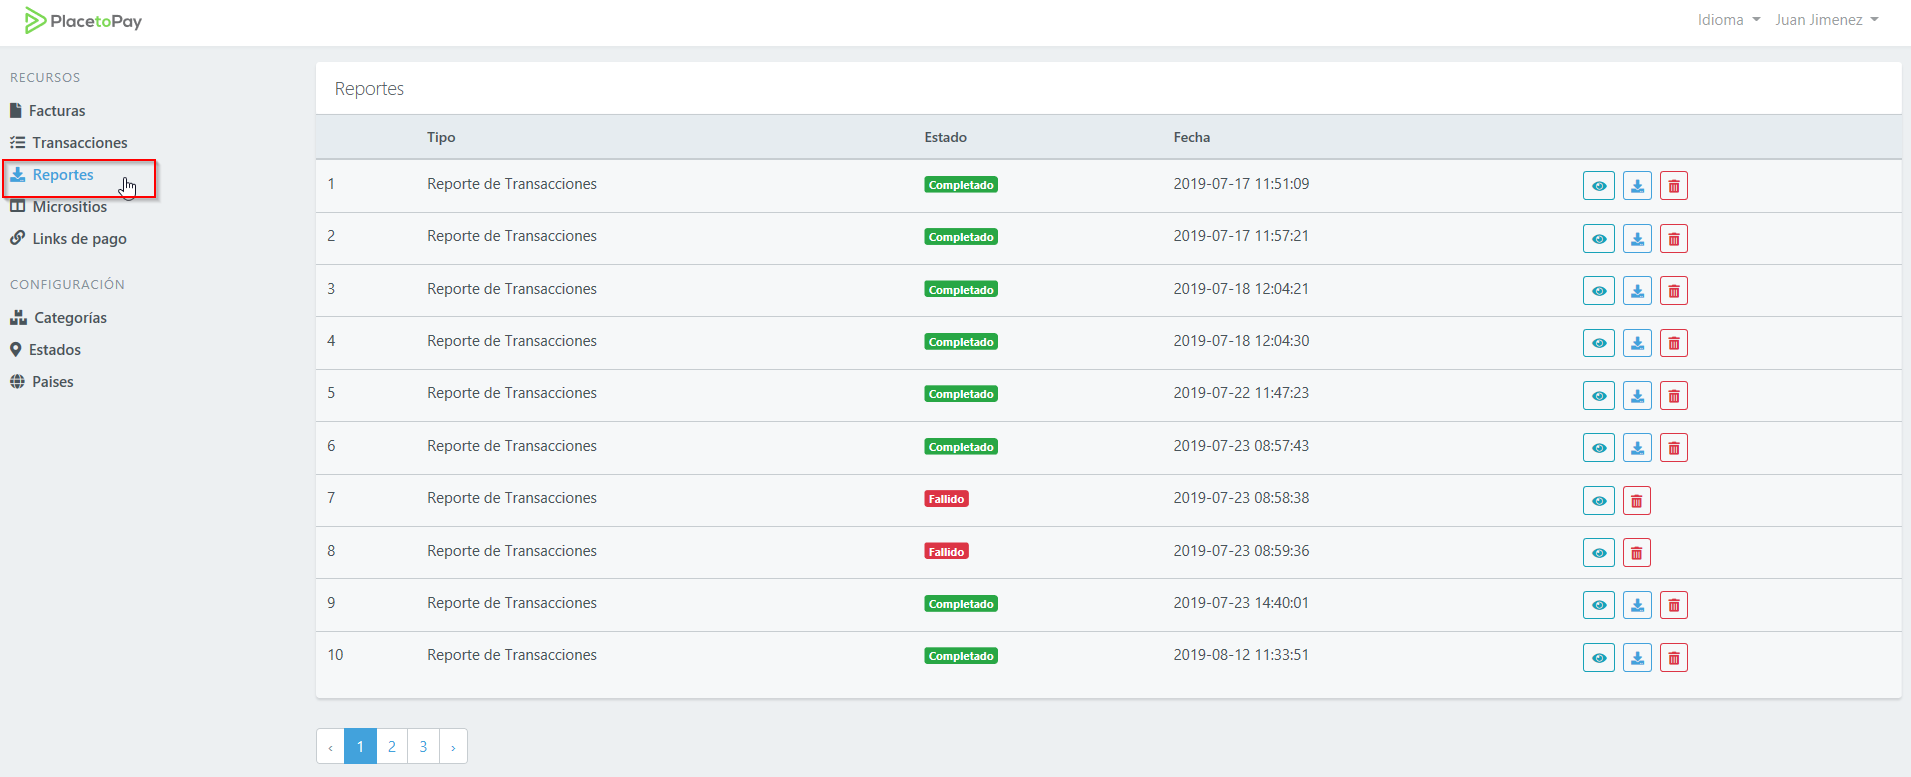 PlacetoPay
Idioma Juan Jimenez
RECURSOS
Facturas
Transacciones
Reportes
Micrositios
Links de pago
CONFIGURACIÓN
Categorías
Estados
Paises
Reportes
Tipo Estado Fecha
1 Reporte de Transacciones Completado 2019-07-17 11:51:09
2 Reporte de Transacciones Completado 2019-07-17 11:57:21
3 Reporte de Transacciones Completado 2019-07-18 12:04:21
4 Reporte de Transacciones Completado 2019-07-18 12:04:30
5 Reporte de Transacciones Completado 2019-07-22 11:47:23
6 Reporte de Transacciones Completado 2019-07-23 08:57:43
7 Reporte de Transacciones Fallido 2019-07-23 08:58:38
8 Reporte de Transacciones Fallido 2019-07-23 08:59:36
9 Reporte de Transacciones Completado 2019-07-23 14:40:01
10 Reporte de Transacciones Completado 2019-08-12 11:33:51
‹ 1 2 3 ›